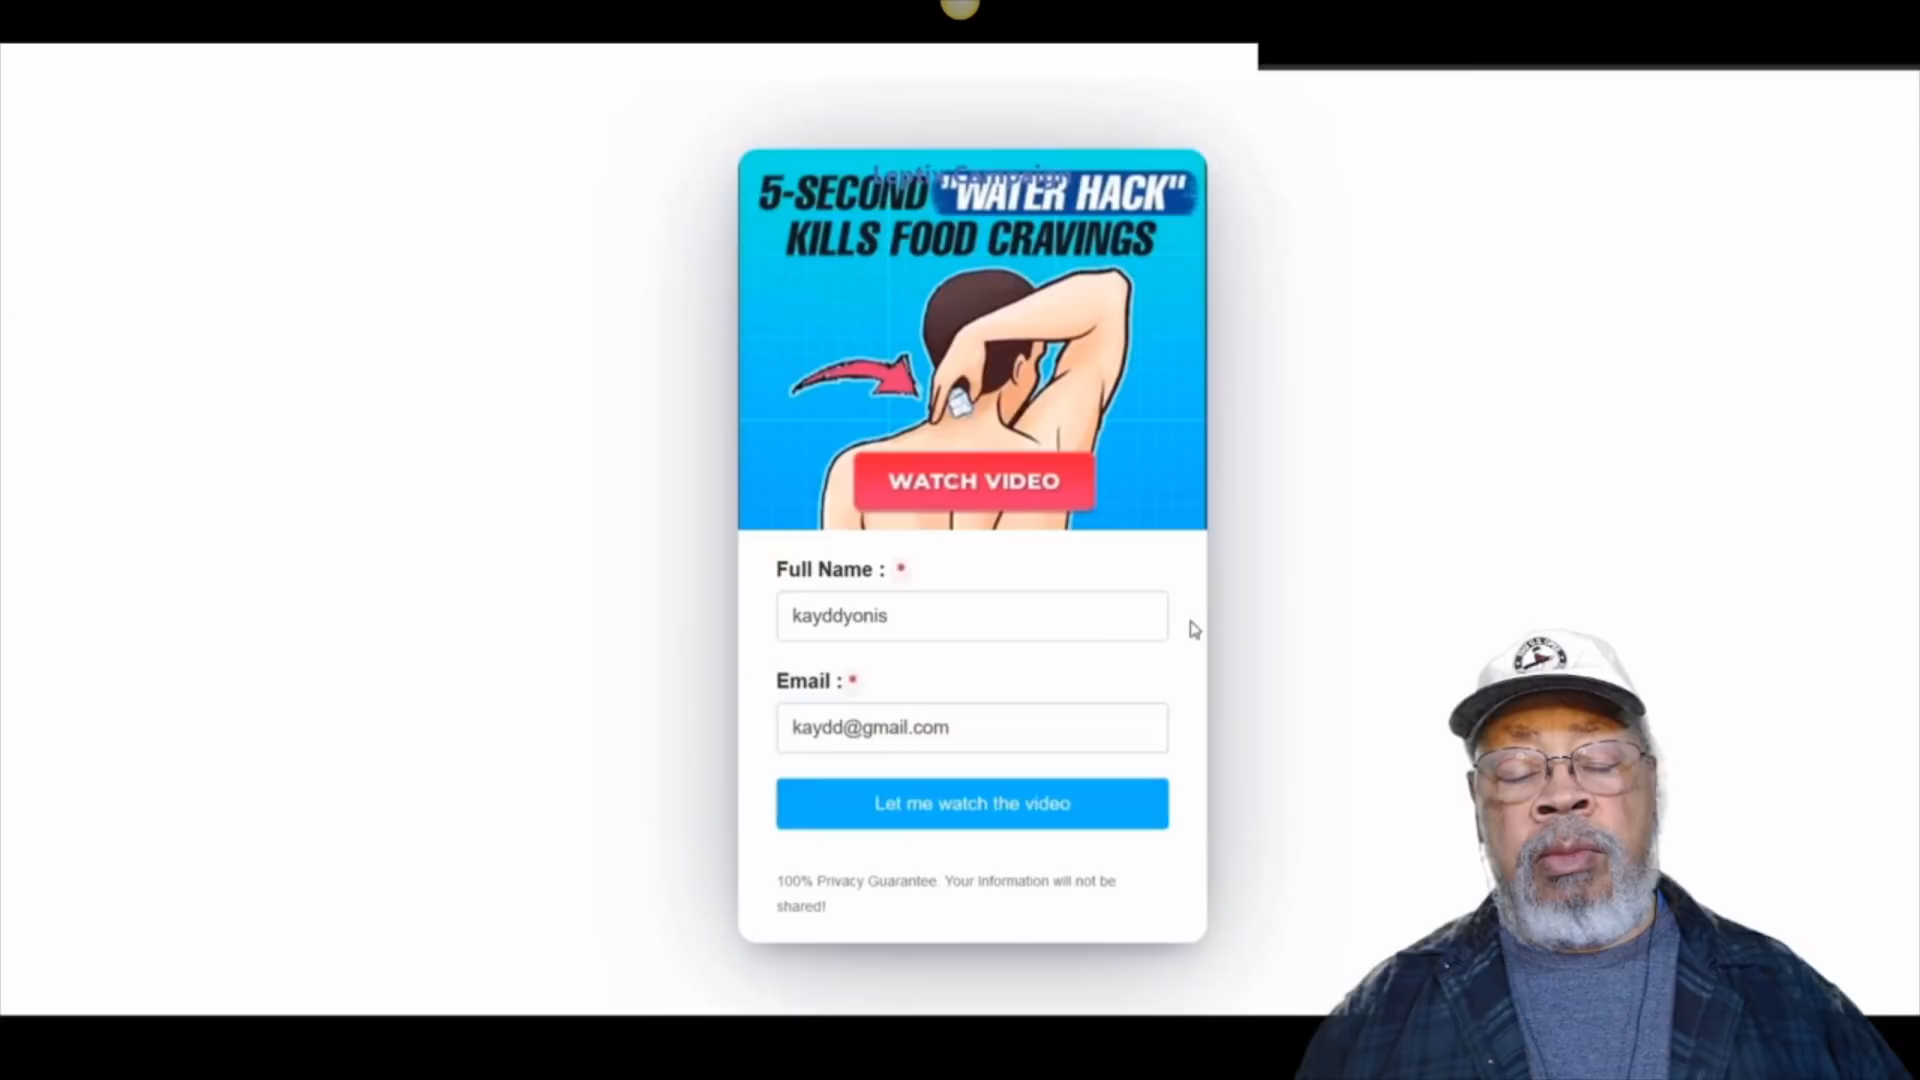 5-SECOND "WATER HACK"
KILLS FOOD CRAVINGS
WATCH VIDEO
Full Name : *
kayddyonis
Email : *
kaydd@gmail.com
Let me watch the video
100% Privacy Guarantee. Your Information will not be
shared!